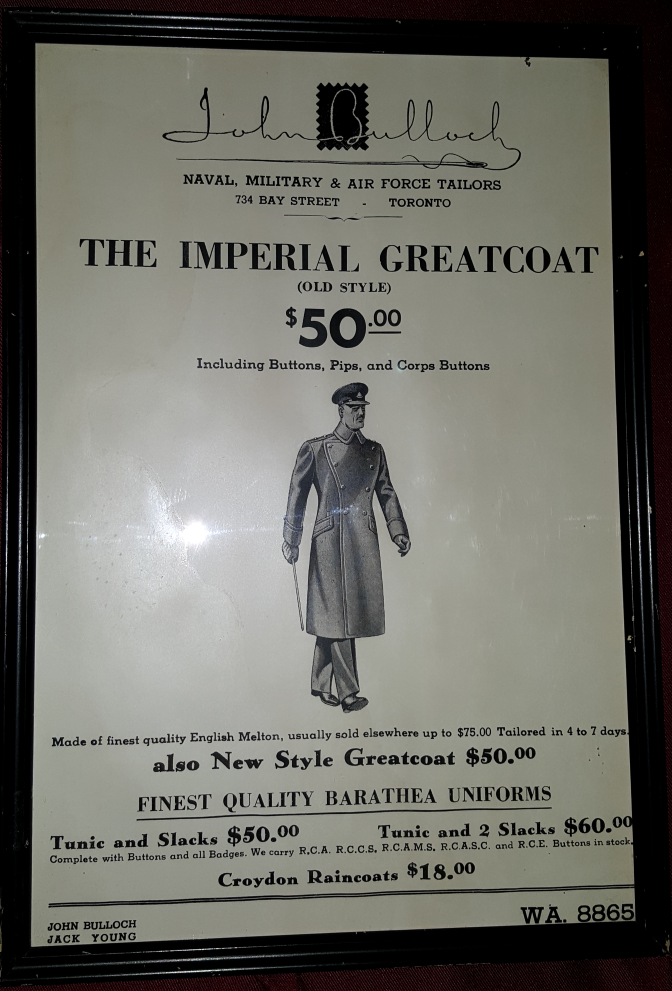 John Bulloch
NAVAL, MILITARY & AIR FORCE TAILORS
734 BAY STREET - TORONTO
THE IMPERIAL GREATCOAT
(OLD STYLE)
$50.00
Including Buttons, Pips, and Corps Buttons
Made of finest quality English Melton, usually sold elsewhere up to $75.00 Tailored in 4 to 7 days.
also New Style Greatcoat $50.00
FINEST QUALITY BARATHEA UNIFORMS
Tunic and Slacks $50.00 Tunic and 2 Slacks $60.00
Complete with Buttons and all Badges. We carry R.C.A. R.C.C.S. R.C.A.M.S. R.C.A.S.C. and R.C.E. Buttons in stock.
Croydon Raincoats $18.00
JOHN BULLOCH
JACK YOUNG
WA. 8865